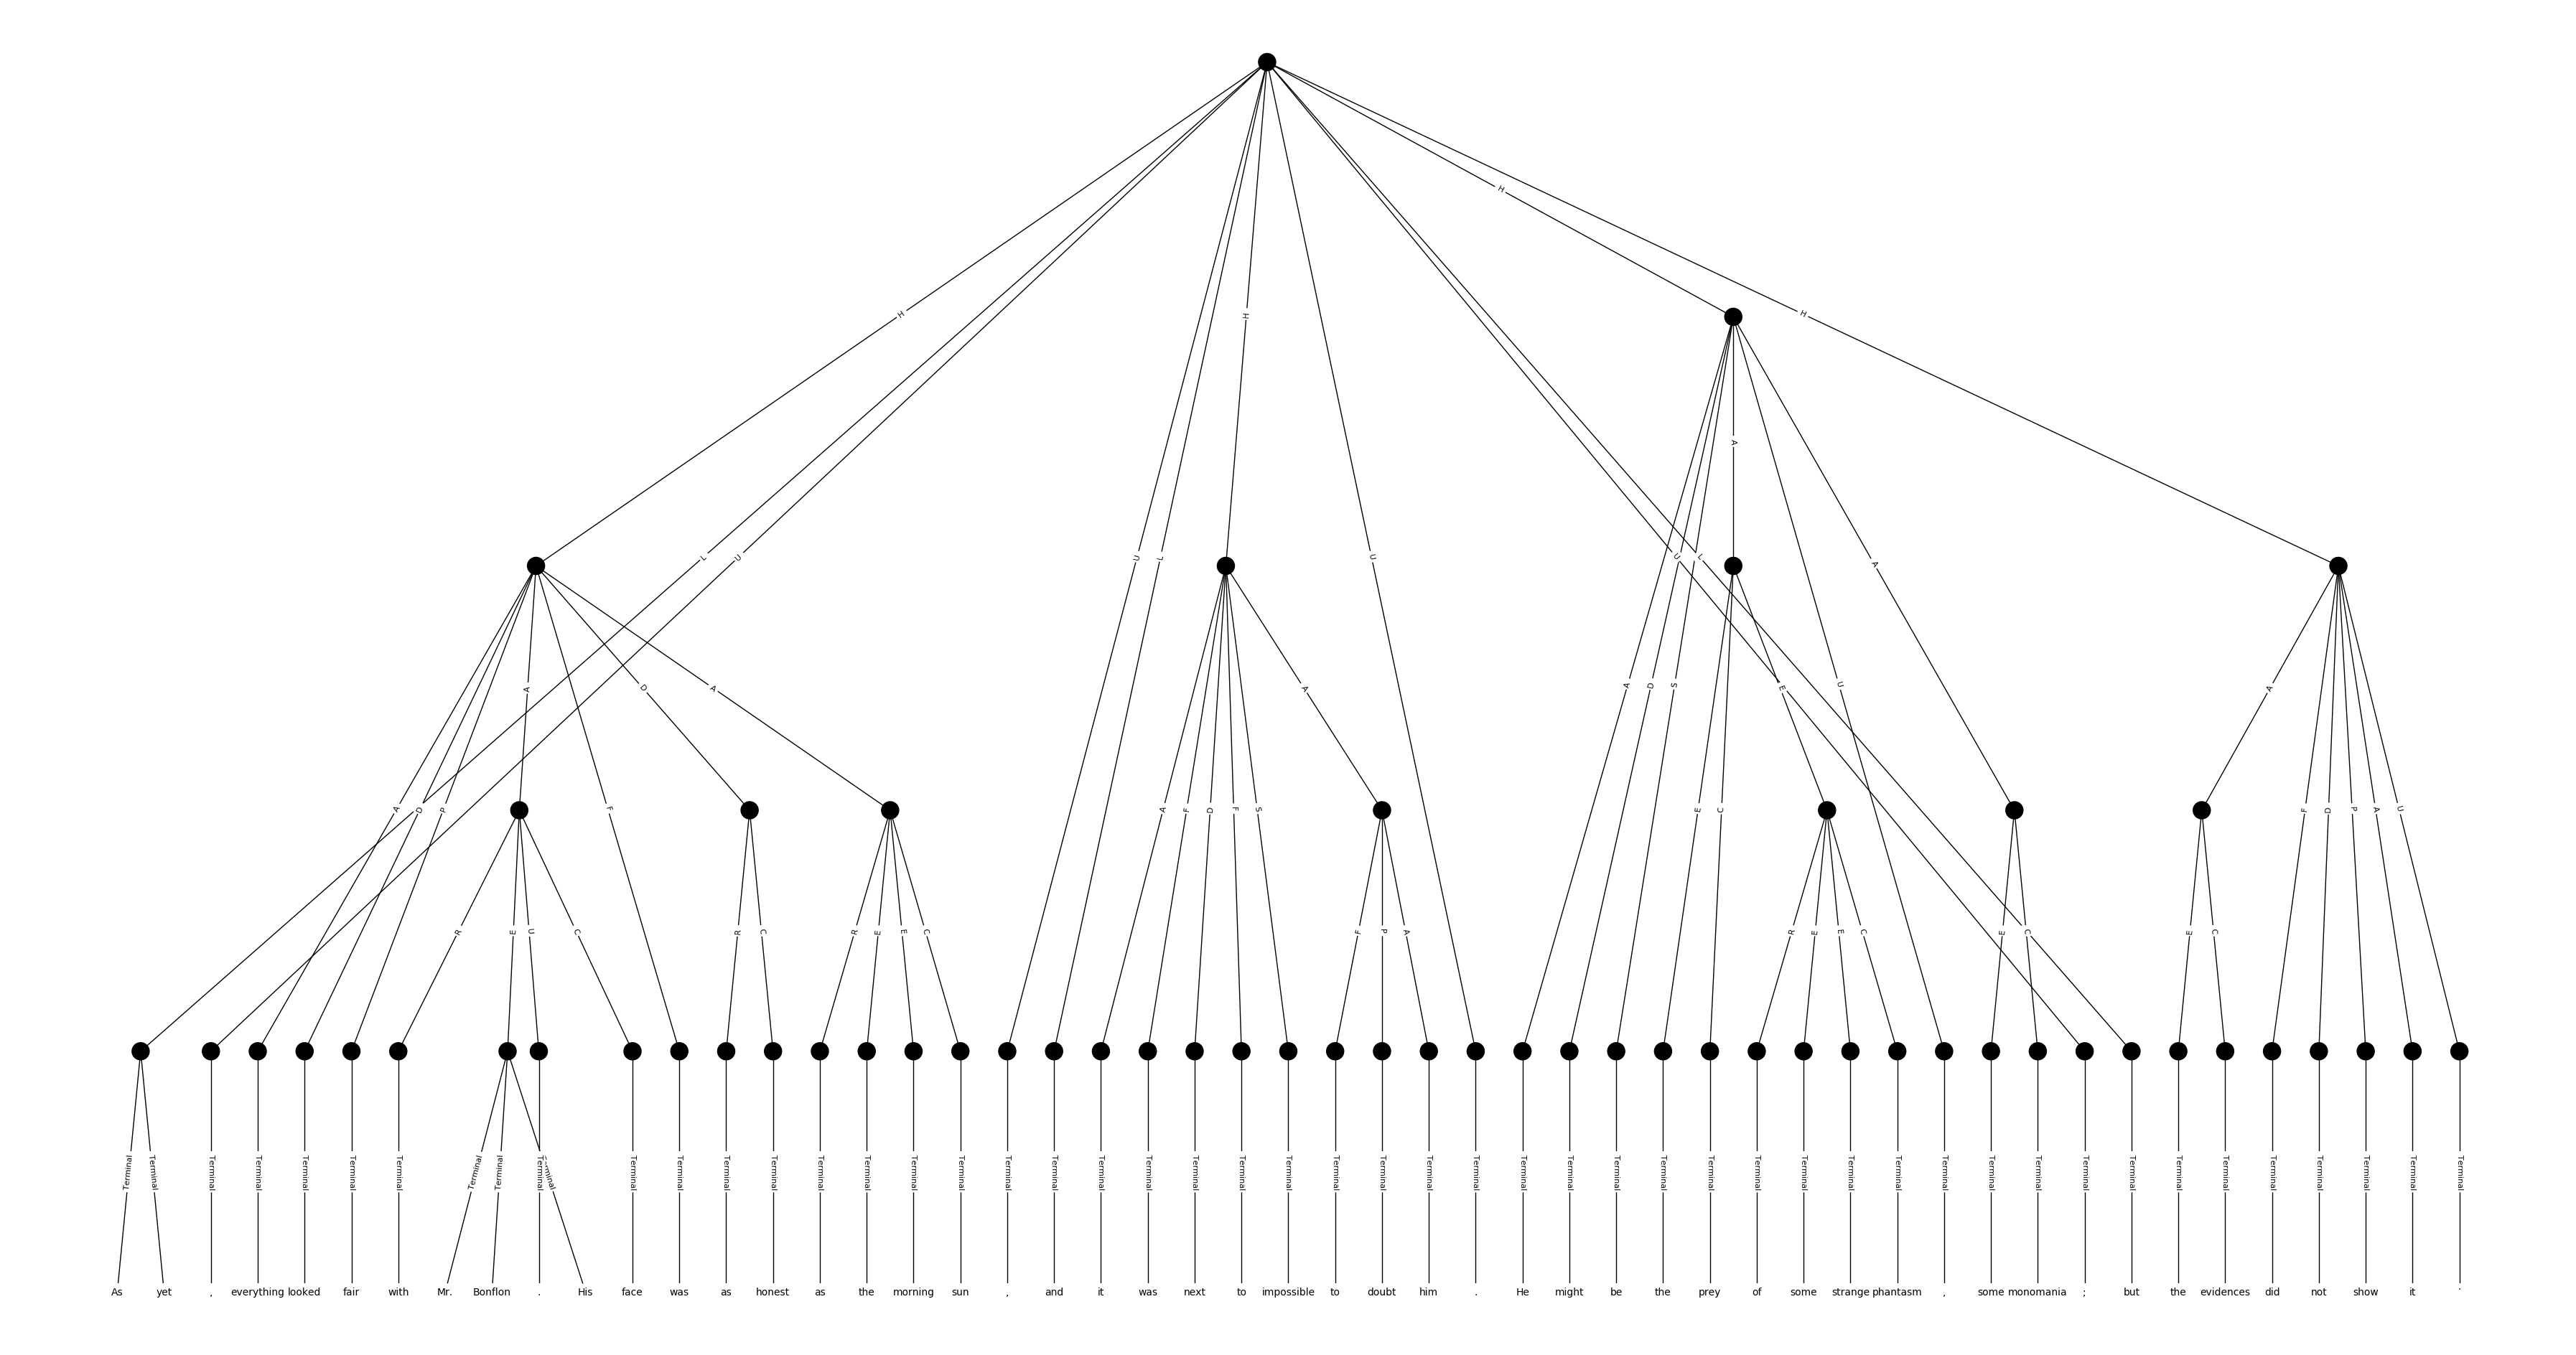 H
H
H
H
A
L U U L U U L A
A D A A S D A S E U A
A D P F A F D F S E C F D P A U
R E U C R C R E E C F P A R E E C E C E C
Terminal Terminal Terminal Terminal Terminal Terminal Terminal Terminal Terminal Terminal Terminal Terminal Terminal Terminal Terminal Terminal Terminal Terminal Terminal Terminal Terminal Terminal Terminal Terminal Terminal Terminal Terminal Terminal Terminal Terminal Terminal Terminal Terminal Terminal Terminal Terminal Terminal Terminal Terminal Terminal Terminal Terminal Terminal Terminal Terminal Terminal Terminal Terminal Terminal Terminal Terminal
As yet , everything looked fair with Mr. Bonflon . His face was as honest as the morning sun , and it was next to impossible to doubt him . He might be the prey of some strange phantasm , some monomania ; but the evidences did not show it .